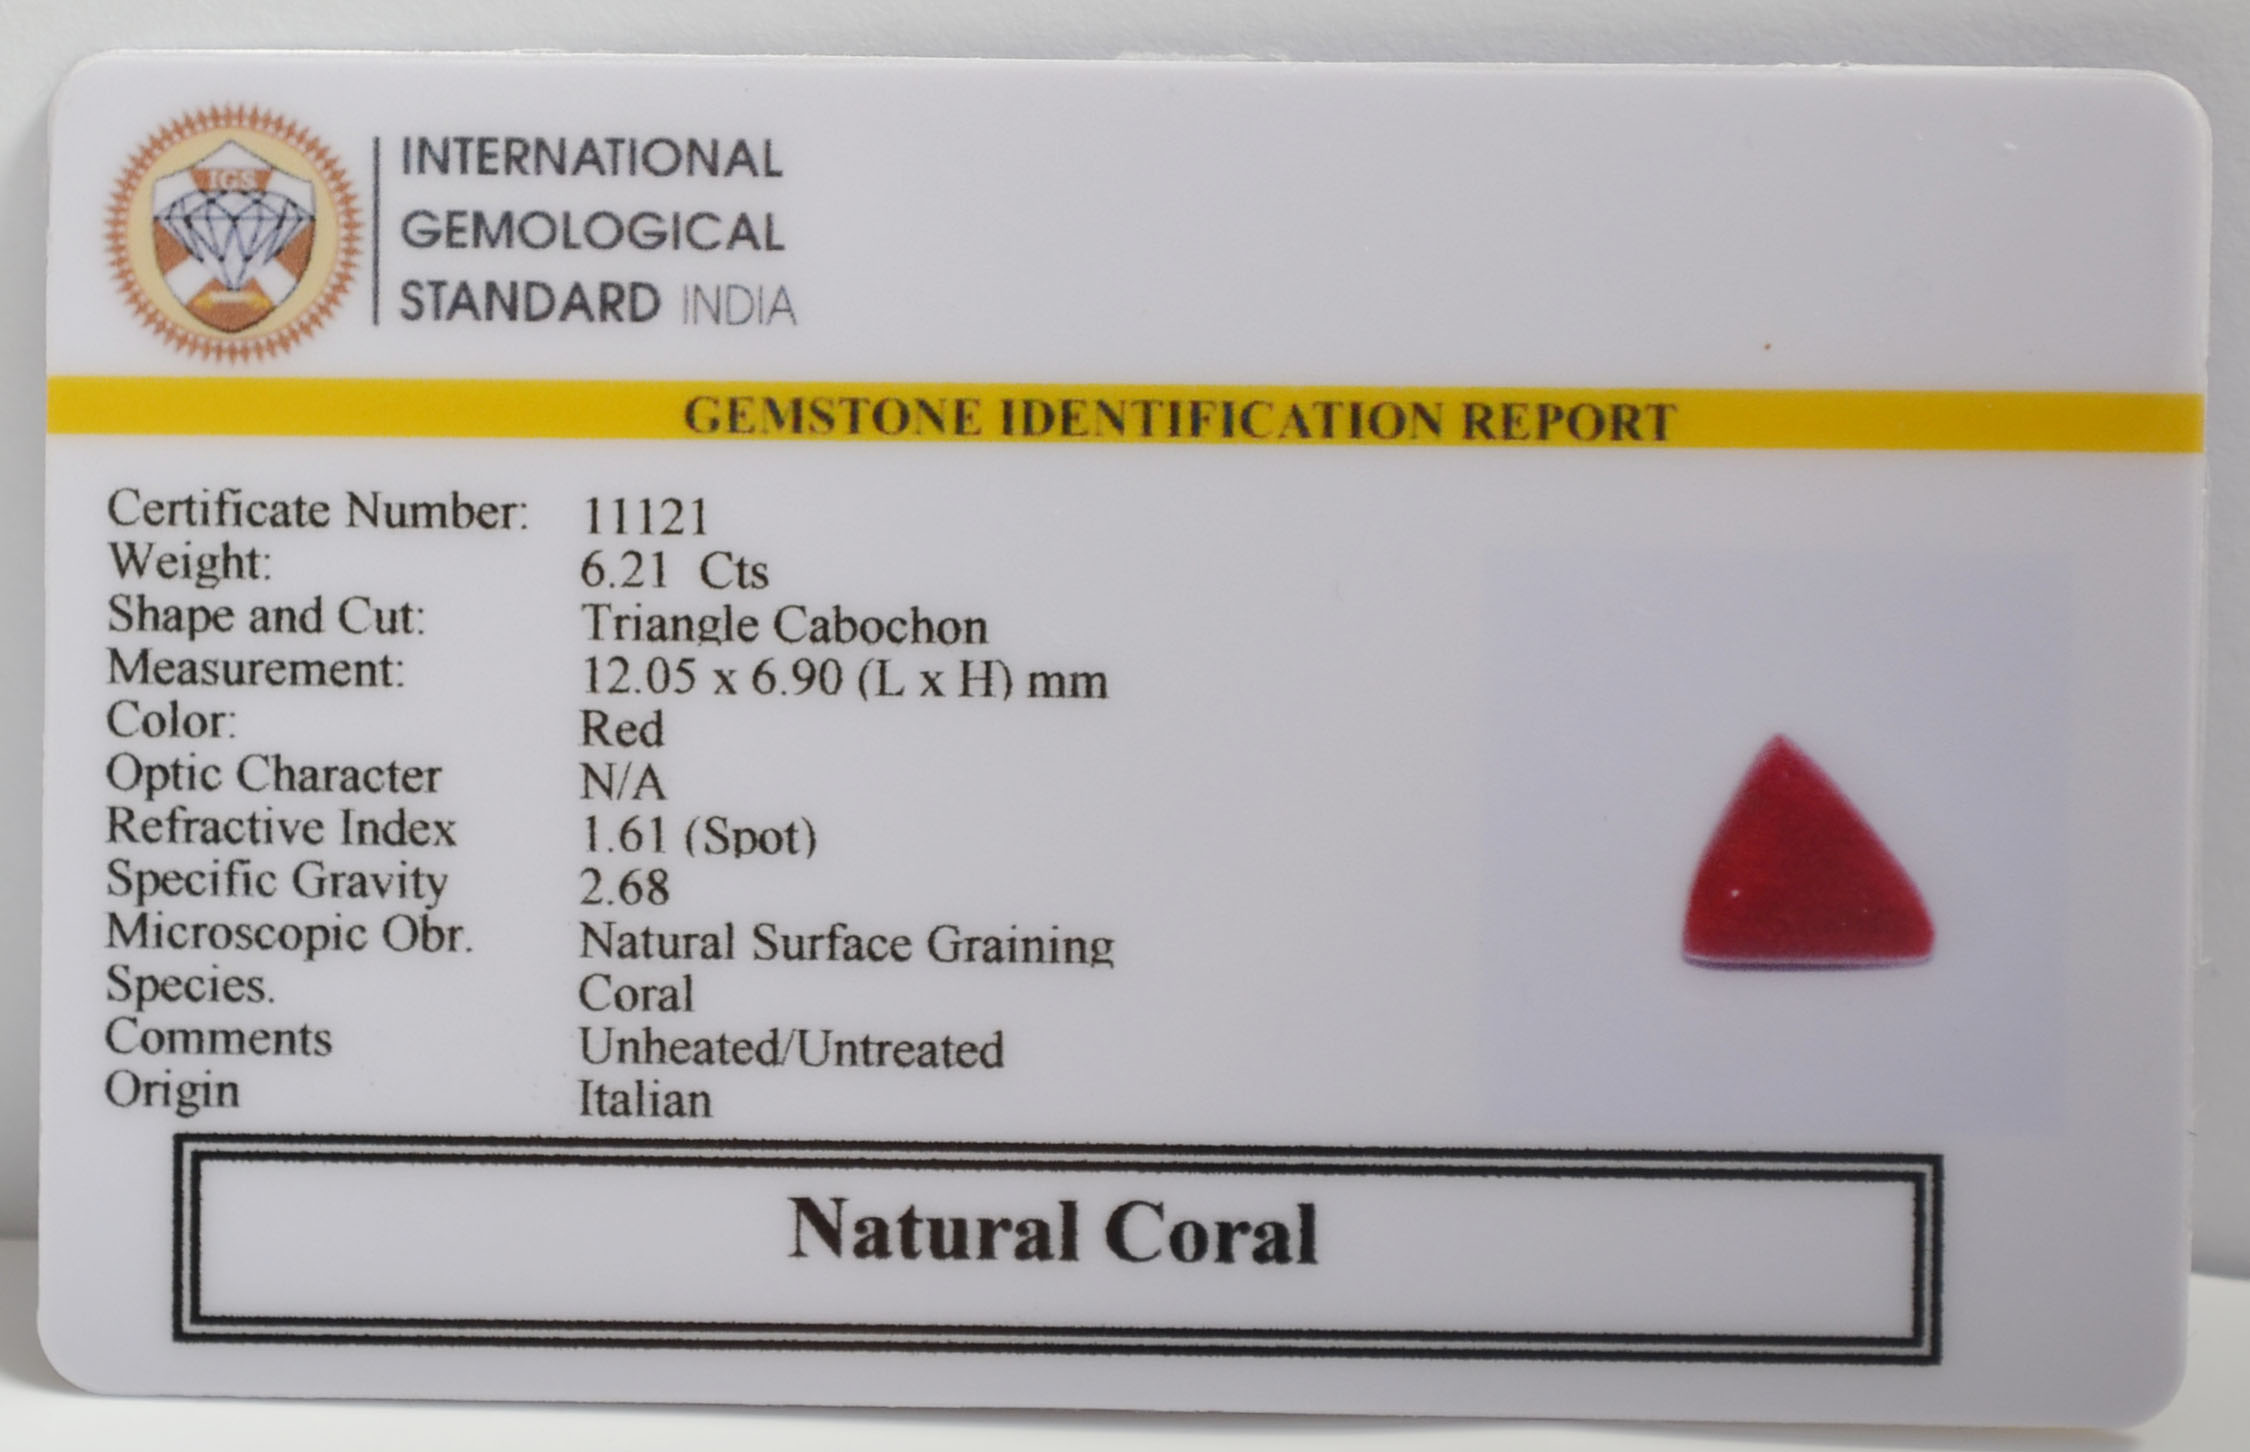 IGS
INTERNATIONAL
GEMOLOGICAL
STANDARD INDIA
GEMSTONE IDENTIFICATION REPORT
Certificate Number: 11121
Weight: 6.21 Cts
Shape and Cut: Triangle Cabochon
Measurement: 12.05 x 6.90 (L x H) mm
Color: Red
Optic Character N/A
Refractive Index 1.61 (Spot)
Specific Gravity 2.68
Microscopic Obr. Natural Surface Graining
Species. Coral
Comments Unheated/Untreated
Origin Italian
Natural Coral